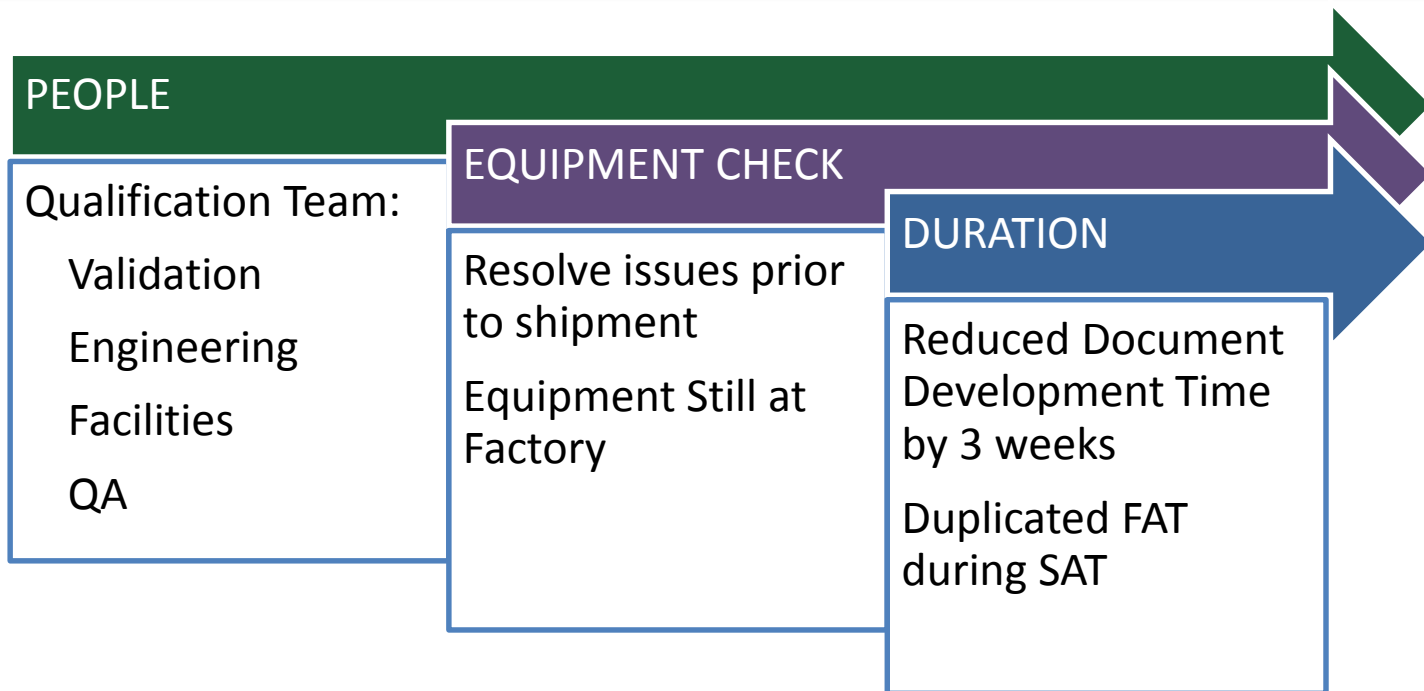 PEOPLE
Qualification Team:
Validation
Engineering
Facilities
QA
EQUIPMENT CHECK
Resolve issues prior
to shipment
Equipment Still at
Factory
DURATION
Reduced Document
Development Time
by 3 weeks
Duplicated FAT
during SAT